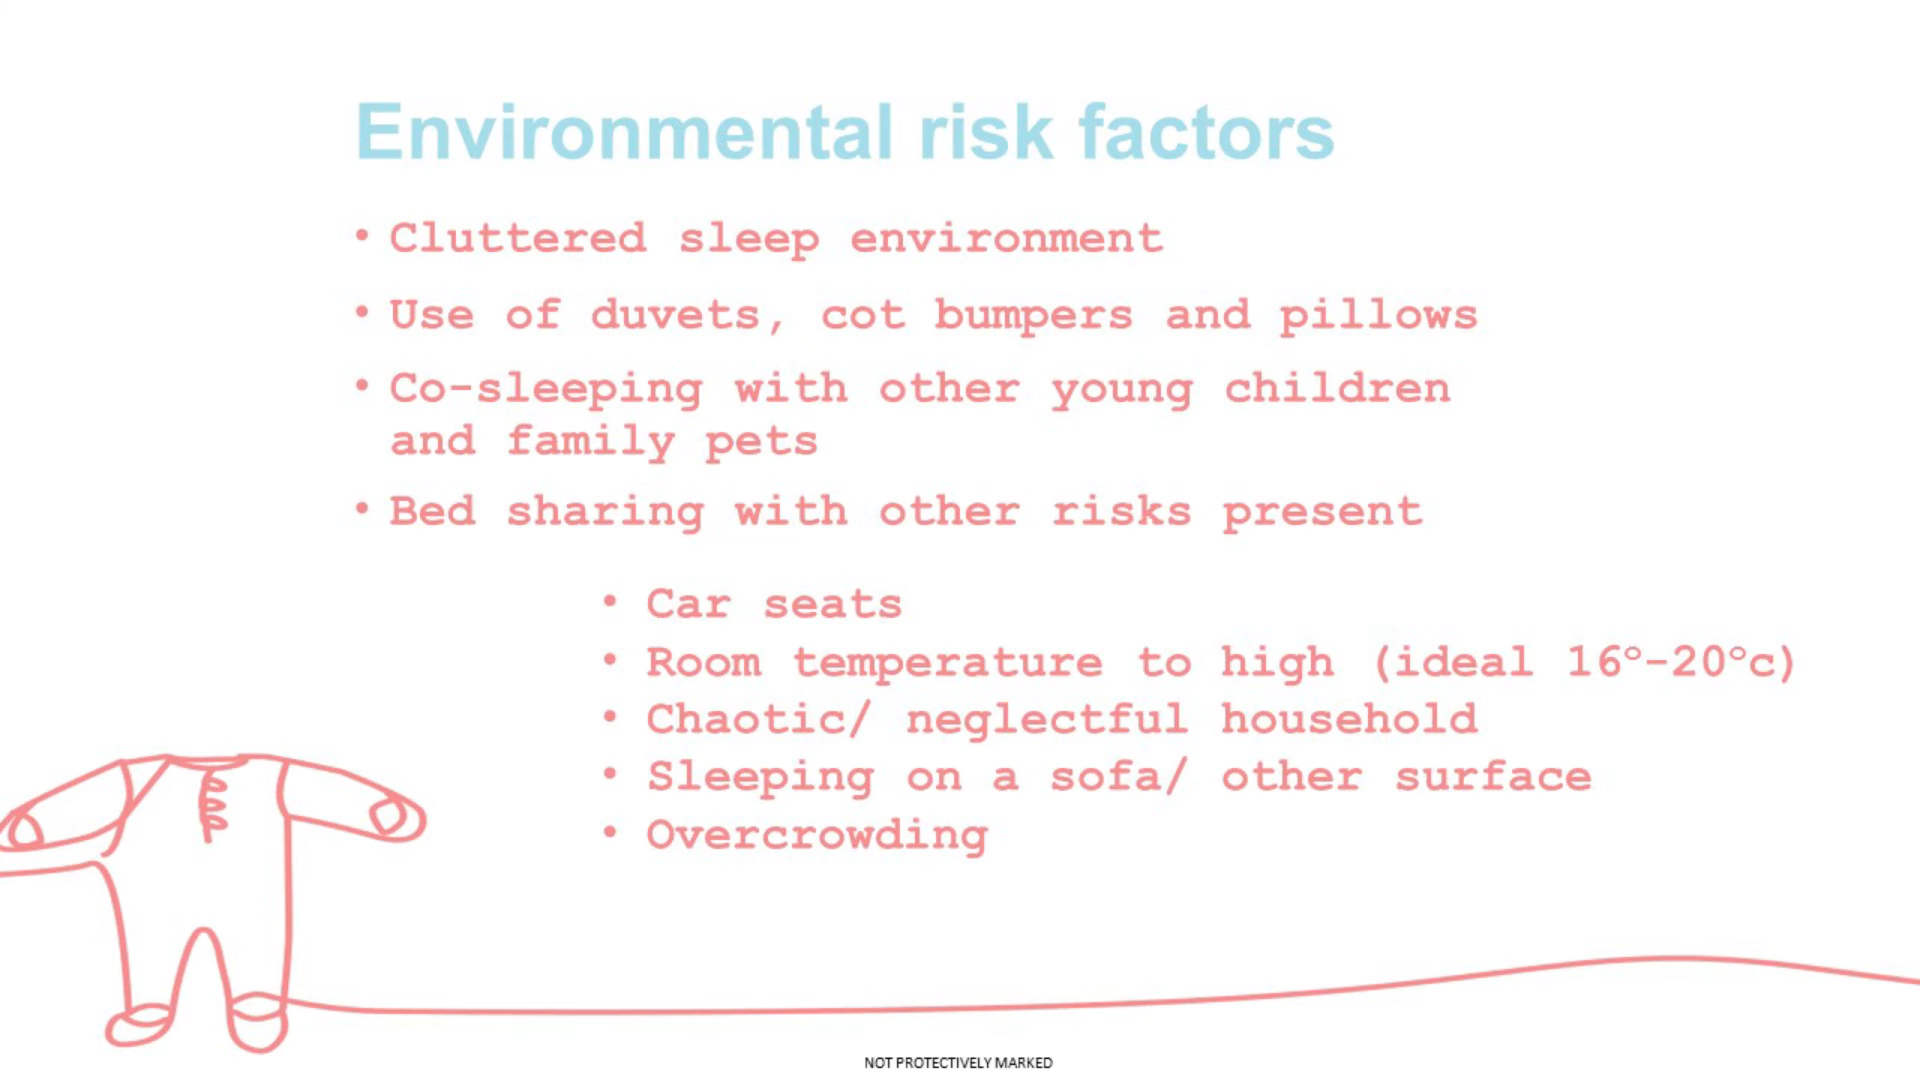 Environmental risk factors
• Cluttered sleep environment
• Use of duvets, cot bumpers and pillows
• Co-sleeping with other young children
and family pets
• Bed sharing with other risks present
• Car seats
• Room temperature to high (ideal 16°-20°c)
• Chaotic/ neglectful household
• Sleeping on a sofa/ other surface
• Overcrowding
NOT PROTECTIVELY MARKED